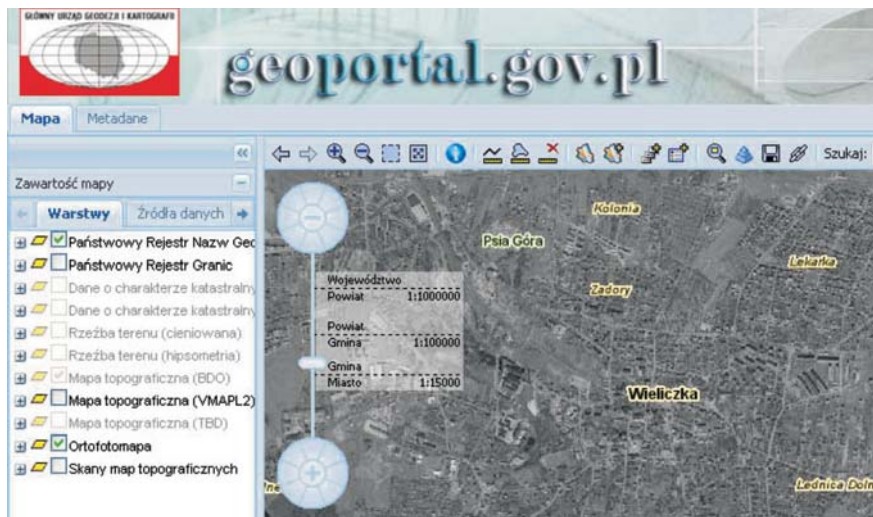 GŁÓWNY URZĄD GEODEZJI I KARTOGRAFII
geoportal.gov.pl
Mapa Metadane
Szukaj:
Zawartość mapy
Warstwy Źródła danych
Państwowy Rejestr Nazw Geo
Państwowy Rejestr Granic
Dane o charakterze katastralny
Dane o charakterze katastralny
Rzeźba terenu (cieniowana)
Rzeźba terenu (hipsometria)
Mapa topograficzna (BDO)
Mapa topograficzna (VMAPL2)
Mapa topograficzna (TBD)
Ortofotomapa
Skany map topograficznych
Województwo
Powiat 1:1000000
Powiat
Gmina 1:100000
Gmina
Miasto 1:15000
Kolonia
Psia Góra
Lekarka
Zadory
Wieliczka
Lednica Doln
ne